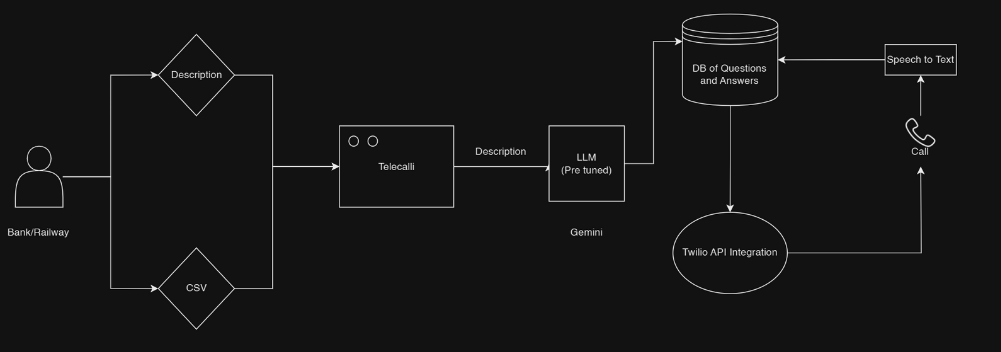 Bank/Railway
Description
CSV
Telecalli
Description
LLM
(Pre tuned)
Gemini
DB of Questions
and Answers
Twilio API Integration
Call
Speech to Text